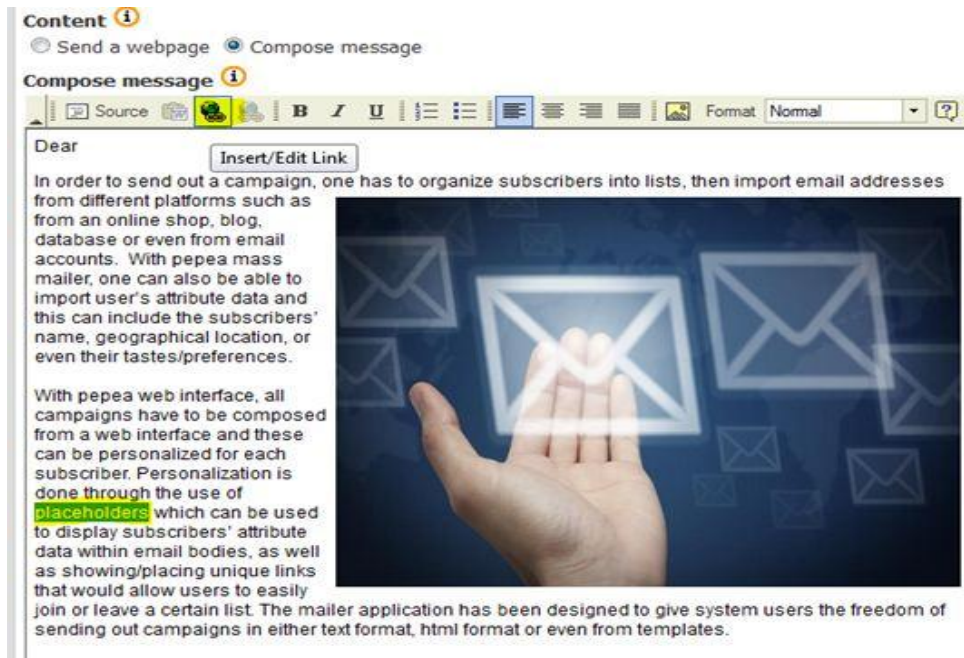 Content i
Send a webpage Compose message
Compose message i
Source B I U Format Normal ?
Dear
Insert/Edit Link
In order to send out a campaign, one has to organize subscribers into lists, then import email addresses
from different platforms such as
from an online shop, blog,
database or even from email
accounts. With pepea mass
mailer, one can also be able to
import user's attribute data and
this can include the subscribers'
name, geographical location, or
even their tastes/preferences.
With pepea web interface, all
campaigns have to be composed
from a web interface and these
can be personalized for each
subscriber. Personalization is
done through the use of
placeholders which can be used
to display subscribers' attribute
data within email bodies, as well
as showing/placing unique links
that would allow users to easily
join or leave a certain list. The mailer application has been designed to give system users the freedom of
sending out campaigns in either text format, html format or even from templates.